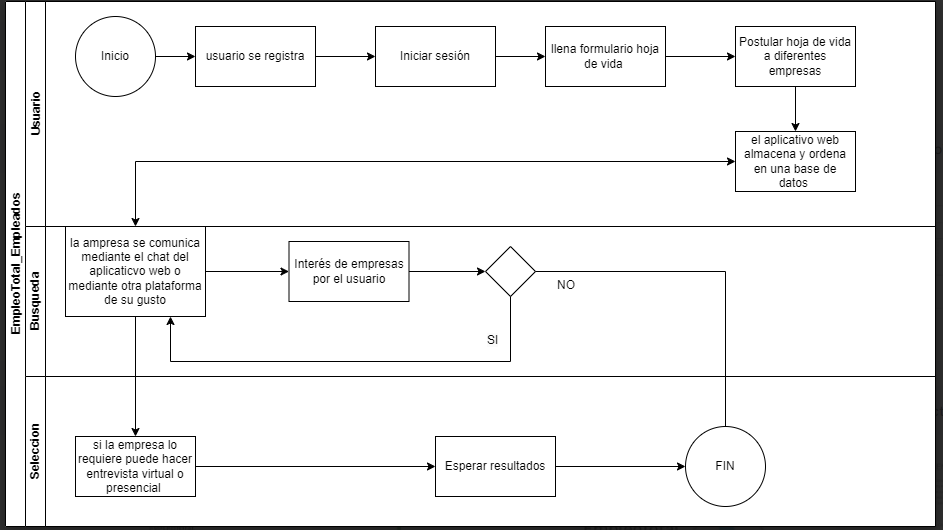 EmpleoTotal_Empleados
Usuario
Inicio
usuario se registra
Iniciar sesión
llena formulario hoja
de vida
Postular hoja de vida
a diferentes
empresas
el aplicativo web
almacena y ordena
en una base de
datos
Busqueda
la ampresa se comunica
mediante el chat del
aplicaticvo web o
mediante otra plataforma
de su gusto
Interés de empresas
por el usuario
NO
SI
Seleccion
si la empresa lo
requiere puede hacer
entrevista virtual o
presencial
Esperar resultados
FIN